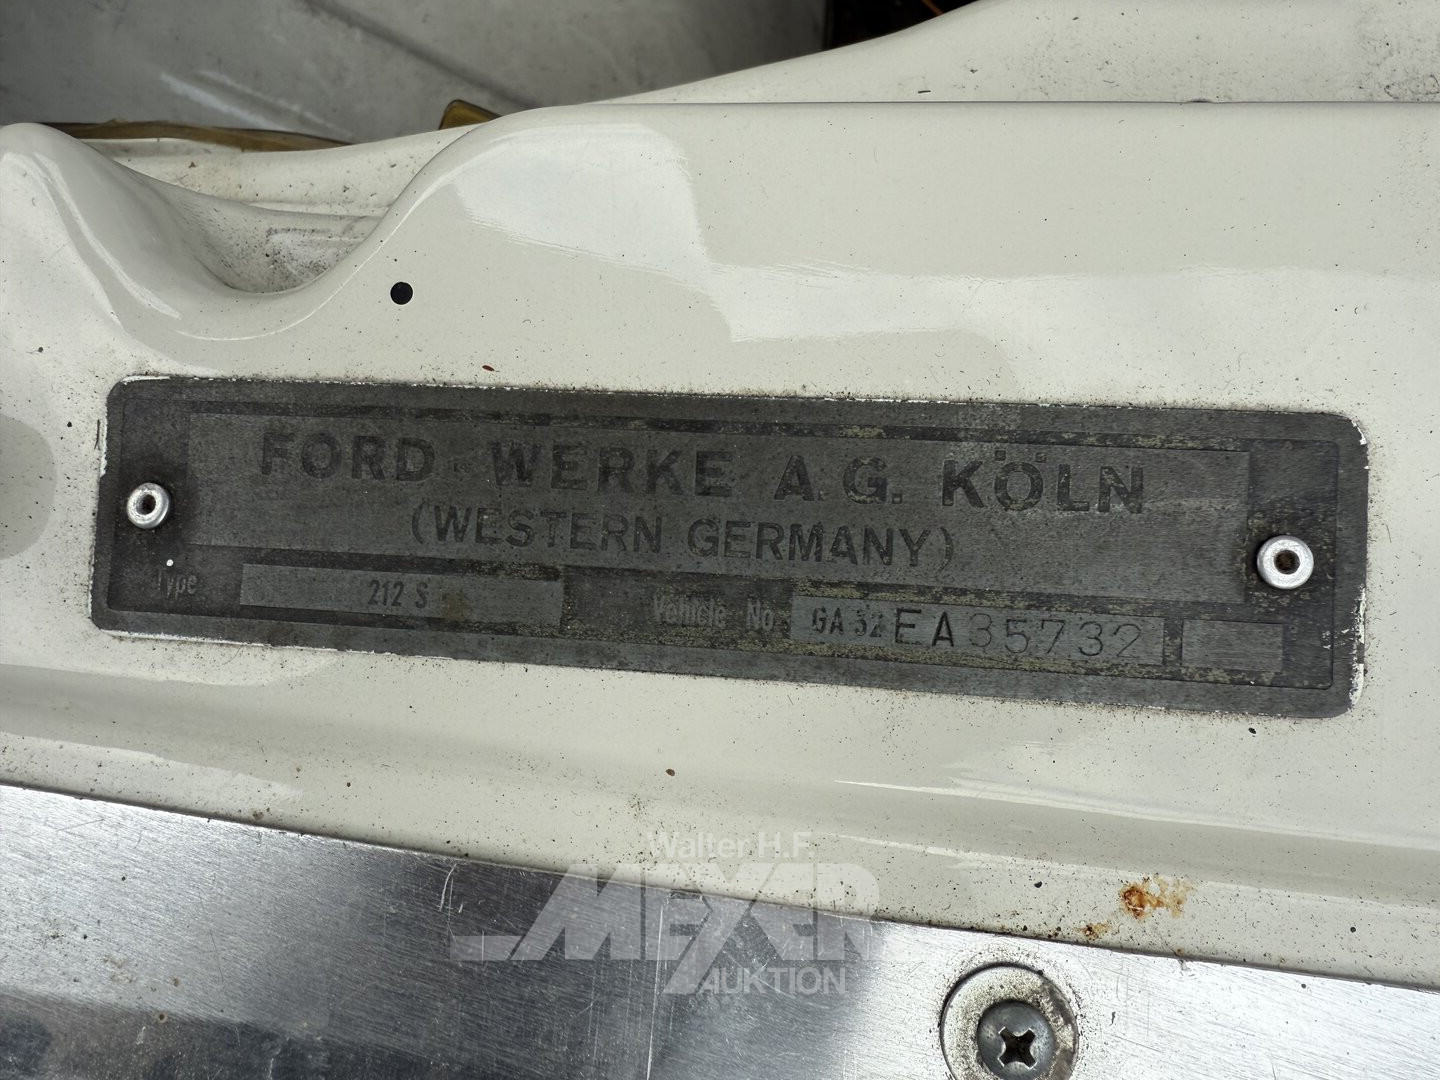 FORD-WERKE A.G. KÖLN
(WESTERN GERMANY)
Type 212 S Vehicle No. GA 32 EA35732
Walter H.F.
MEYER
AUKTION